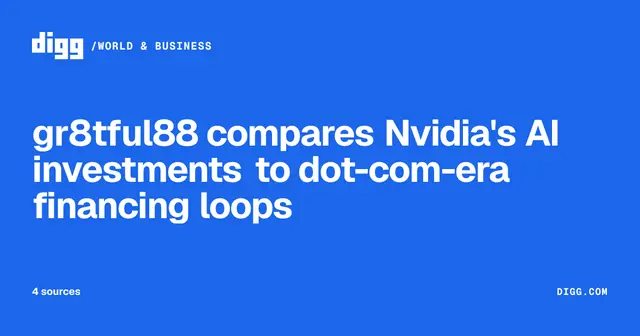 digg /WORLD & BUSINESS
gr8tful88 compares Nvidia's AI
investments to dot-com-era
financing loops
4 sources
DIGG.COM